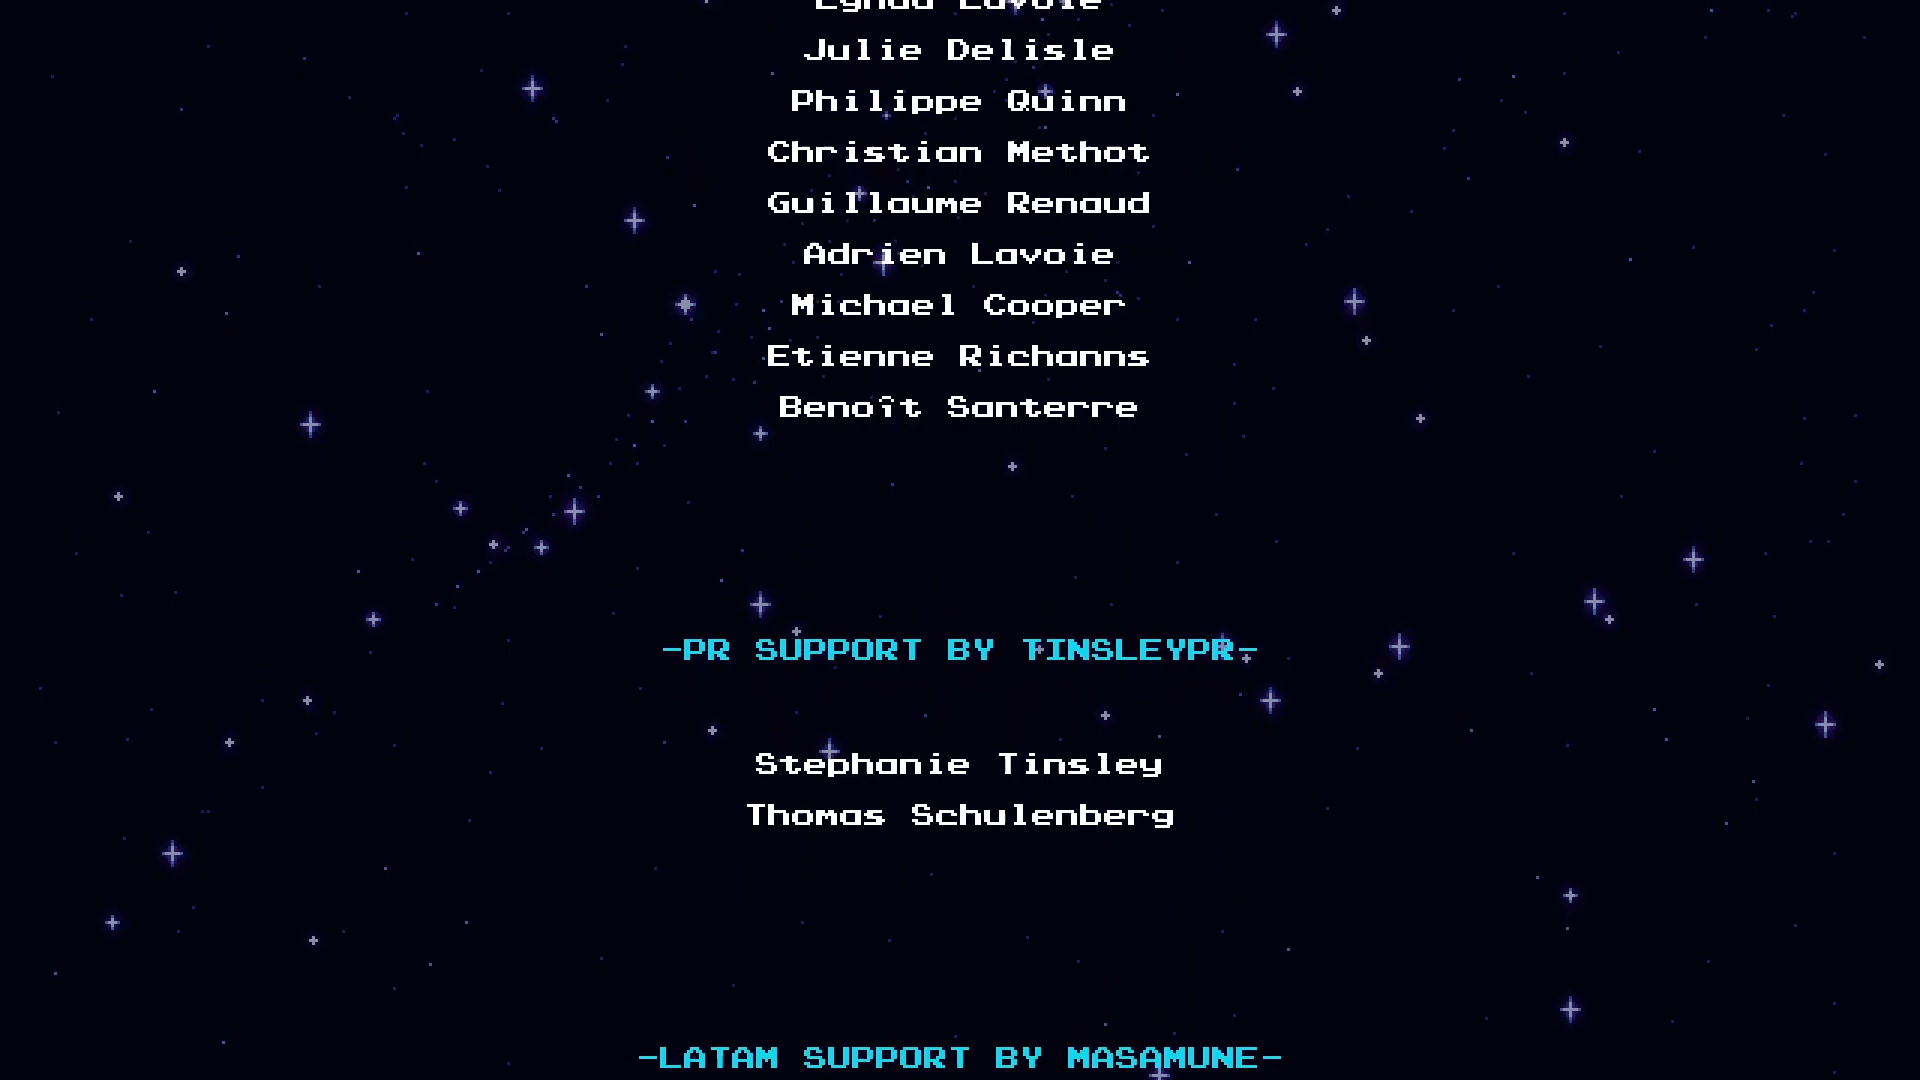 Lavoie
Julie Delisle
Philippe Quinn
Christian Methot
Guillaume Renaud
Adrien Lavoie
Michael Cooper
Etienne Richanns
Benoît Santerre
-PR SUPPORT BY TINSLEYPR-
Stephanie Tinsley
Thomas Schulenberg
-LATAM SUPPORT BY MASAMUNE-